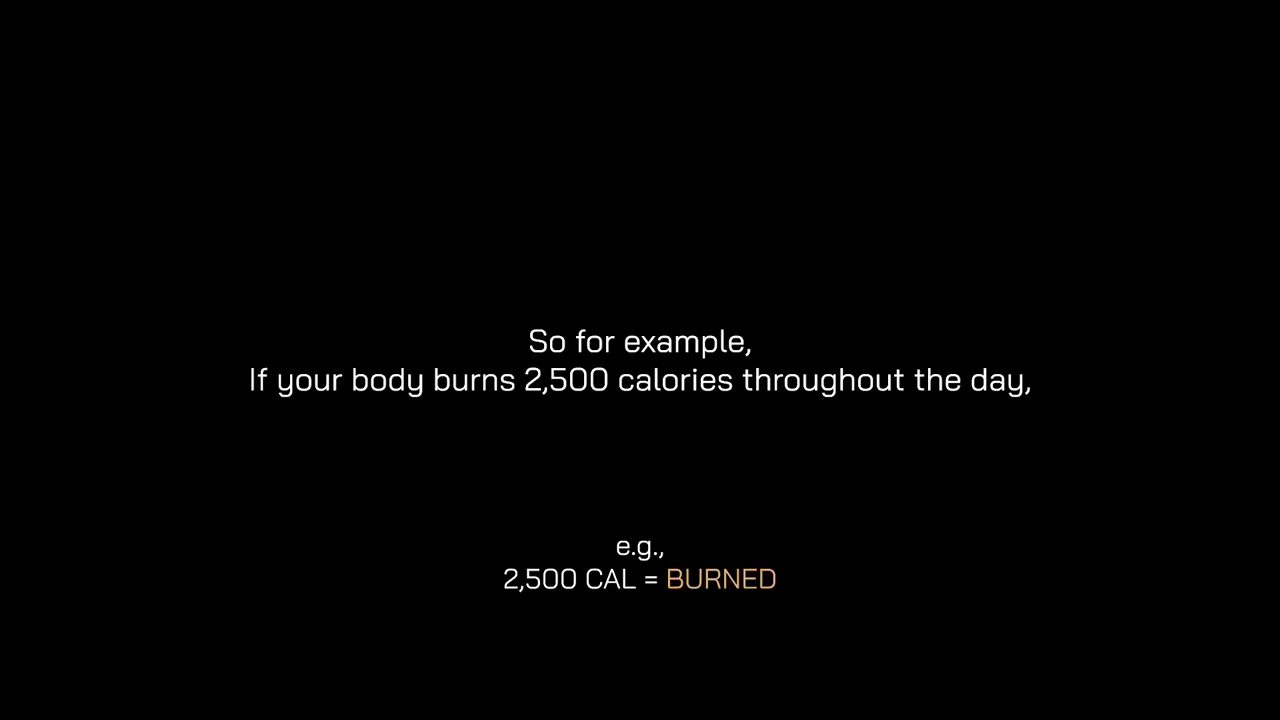 So for example,
If your body burns 2,500 calories throughout the day,
e.g.,
2,500 CAL = BURNED